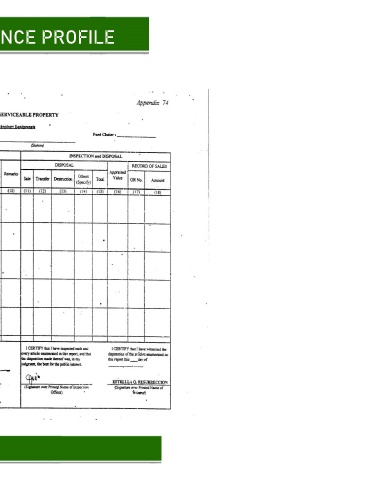 NCE PROFILE
Appendix 74
SERVICEABLE PROPERTY
Fund Cluster :
(Station)
INSPECTION and DISPOSAL
DISPOSAL
RECORD OF SALES
Remarks
Sale
Transfer
Destruction
Others (Specify)
Total
Appraised Value
OR No.
Amount
(10)
(11)
(12)
(13)
(14)
(15)
(16)
(17)
(18)
I CERTIFY that I have inspected each and
every article enumerated in this report, and that
the disposition made thereof was, in my
judgment, the best for the public interest.
(Signature over Printed Name of Inspection
Officer)
I CERTIFY that I have witnessed the
disposition of the articles enumerated on
this report this ___ day of
ESTRELLA O. RESURRECCION
(Signature over Printed Name of
Witness)